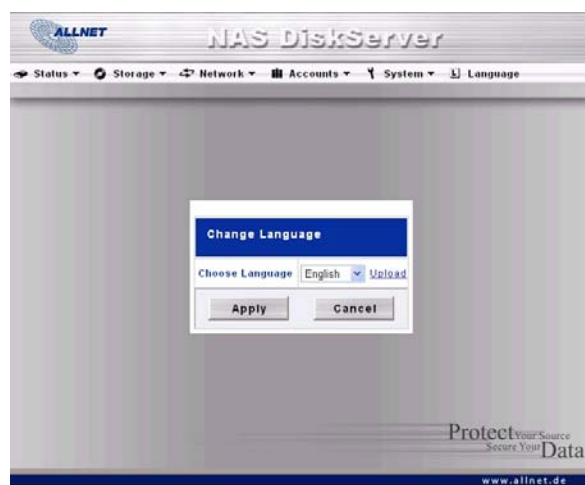 ALLNET
NAS DiskServer
Status Storage Network Accounts System Language
Change Language
Choose Language English Upload
Apply Cancel
Protect Your Source
Secure Your Data
www.allnet.de